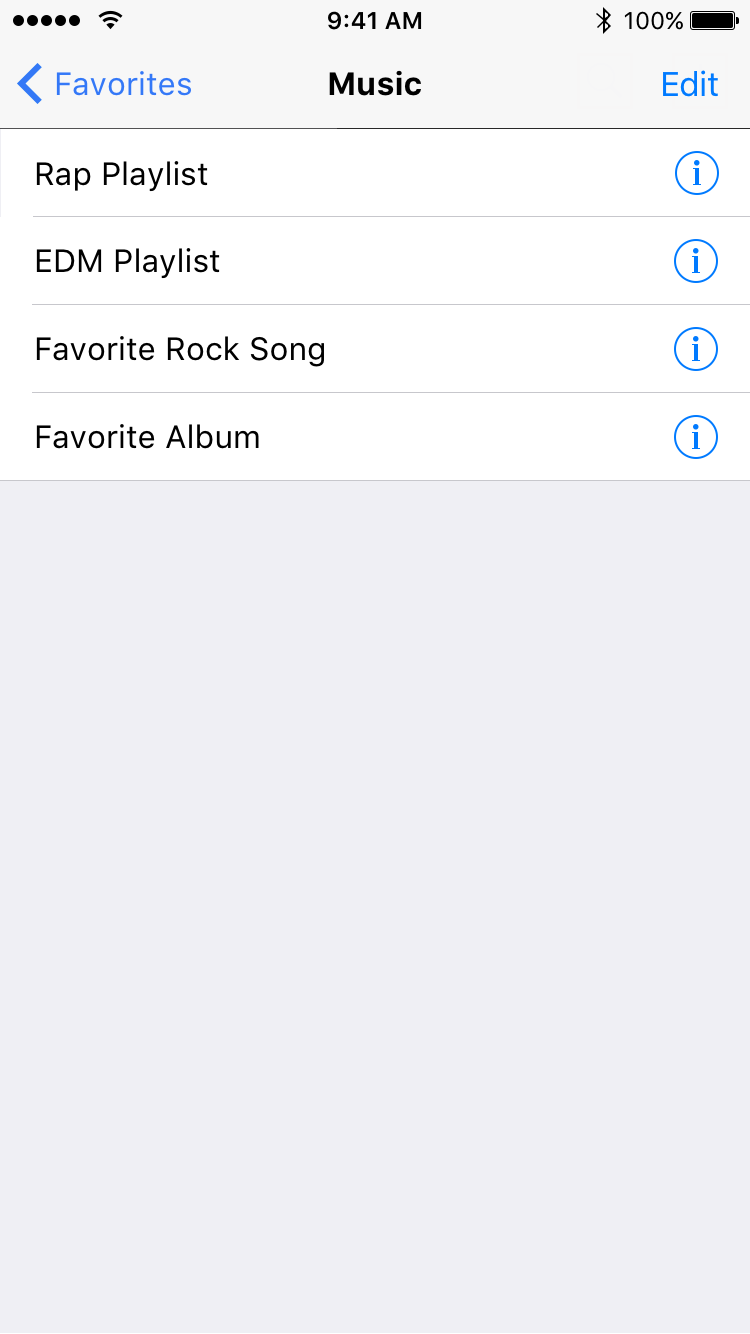 9:41 AM 100%
Favorites Music Edit
Rap Playlist
EDM Playlist
Favorite Rock Song
Favorite Album